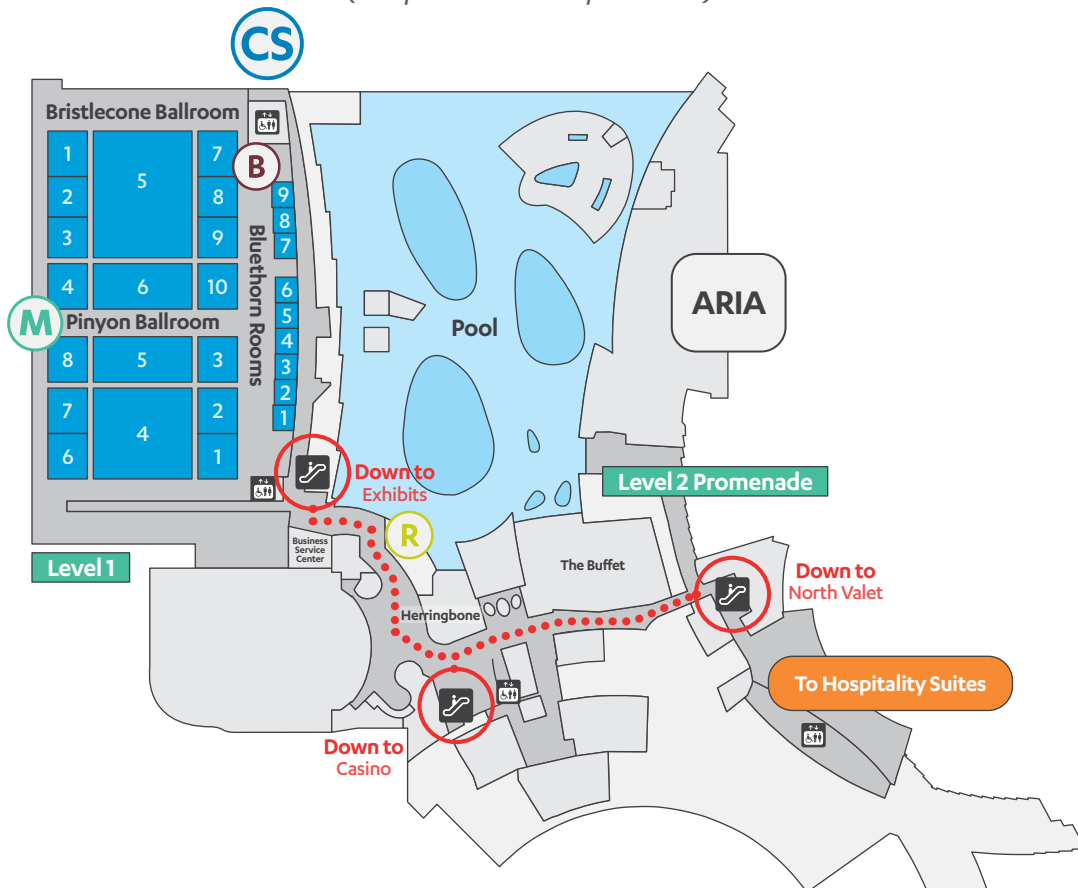 CS
Bristlecone Ballroom
1
2
3
4
5
6
7
8
9
10
B
Bluethorn Rooms
9
8
7
6
5
4
3
2
1
M
Pinyon Ballroom
8
7
6
5
4
3
2
1
Pool
ARIA
Down to
Exhibits
R
Level 2 Promenade
Level 1
Business
Service
Center
The Buffet
Herringbone
Down to
North Valet
To Hospitality Suites
Down to
Casino